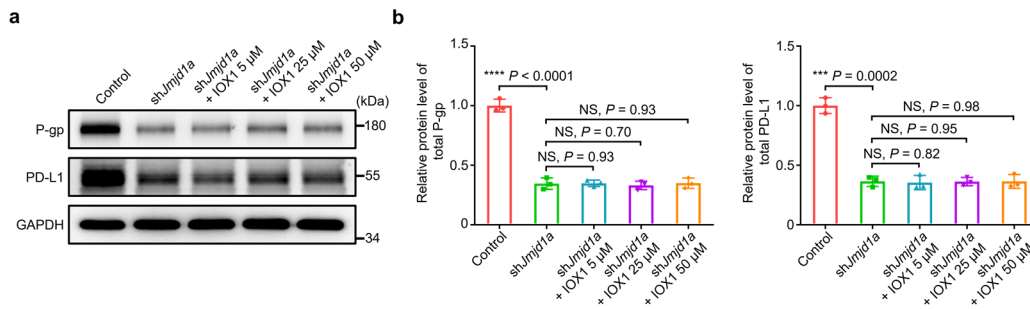 a
Control
shJmjd1a
shJmjd1a
+ IOX1 5 µM
shJmjd1a
+ IOX1 25 µM
shJmjd1a
+ IOX1 50 µM
(kDa)
P-gp
180
PD-L1
55
GAPDH
34
b
Relative protein level of
total P-gp
1.5
1.0
0.5
0
**** P < 0.0001
NS, P = 0.93
NS, P = 0.70
NS, P = 0.93
Control
shJmjd1a
shJmjd1a
+ IOX1 5 µM
shJmjd1a
+ IOX1 25 µM
shJmjd1a
+ IOX1 50 µM
Relative protein level of
total PD-L1
1.5
1.0
0.5
0
*** P = 0.0002
NS, P = 0.98
NS, P = 0.95
NS, P = 0.82
Control
shJmjd1a
shJmjd1a
+ IOX1 5 µM
shJmjd1a
+ IOX1 25 µM
shJmjd1a
+ IOX1 50 µM